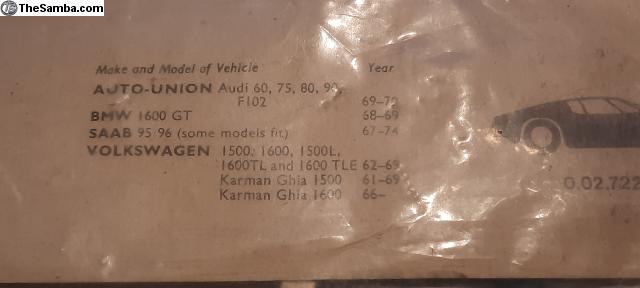 TheSamba.com
Make and Model of Vehicle Year
AUTO-UNION Audi 60, 75, 80, 90,
F102 69-72
BMW 1600 GT 68-69
SAAB 95/96 (some models fit) 67-74
VOLKSWAGEN 1500, 1600, 1500L,
1600TL and 1600 TLE 62-69
Karman Ghia 1500 61-69
Karman Ghia 1600 66-
0.02.722